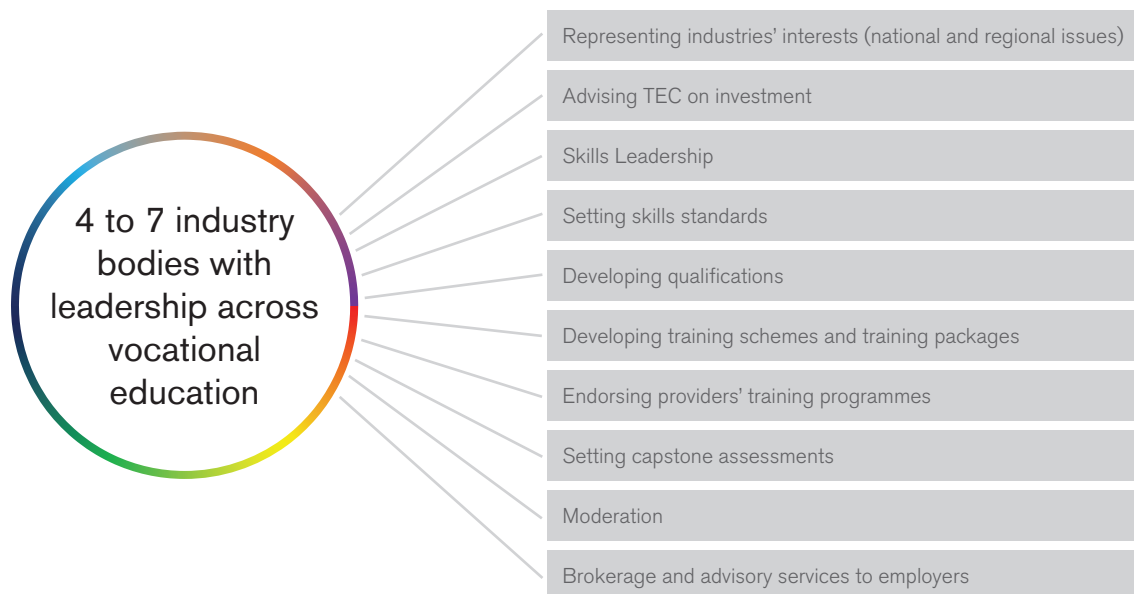 4 to 7 industry
bodies with
leadership across
vocational
education
Representing industries’ interests (national and regional issues)
Advising TEC on investment
Skills Leadership
Setting skills standards
Developing qualifications
Developing training schemes and training packages
Endorsing providers’ training programmes
Setting capstone assessments
Moderation
Brokerage and advisory services to employers